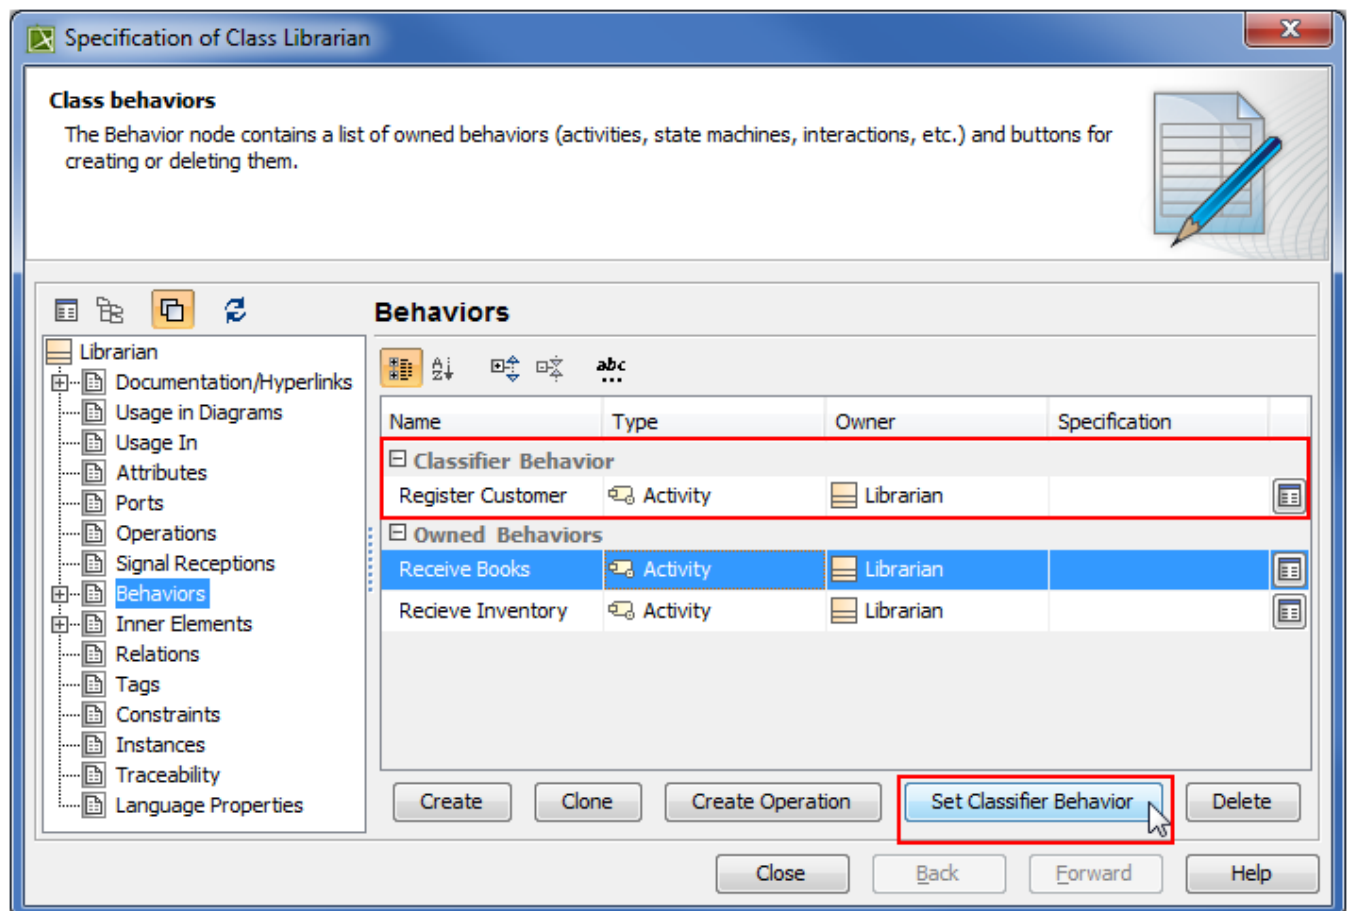 Specification of Class Librarian
Class behaviors
The Behavior node contains a list of owned behaviors (activities, state machines, interactions, etc.) and buttons for
creating or deleting them.
Behaviors
Librarian
Documentation/Hyperlinks
Usage in Diagrams
Usage In
Attributes
Ports
Operations
Signal Receptions
Behaviors
Inner Elements
Relations
Tags
Constraints
Instances
Traceability
Language Properties
abc
Name Type Owner Specification
Classifier Behavior
Register Customer Activity Librarian
Owned Behaviors
Receive Books Activity Librarian
Recieve Inventory Activity Librarian
Create Clone Create Operation Set Classifier Behavior Delete
Close Back Forward Help